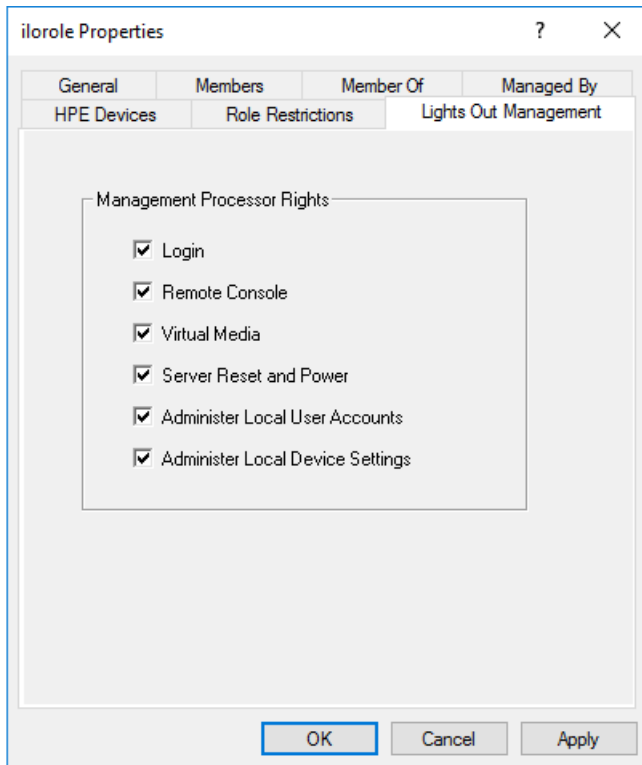 ilorole Properties ?
General Members Member Of Managed By
HPE Devices Role Restrictions Lights Out Management
Management Processor Rights
Login
Remote Console
Virtual Media
Server Reset and Power
Administer Local User Accounts
Administer Local Device Settings
OK Cancel Apply